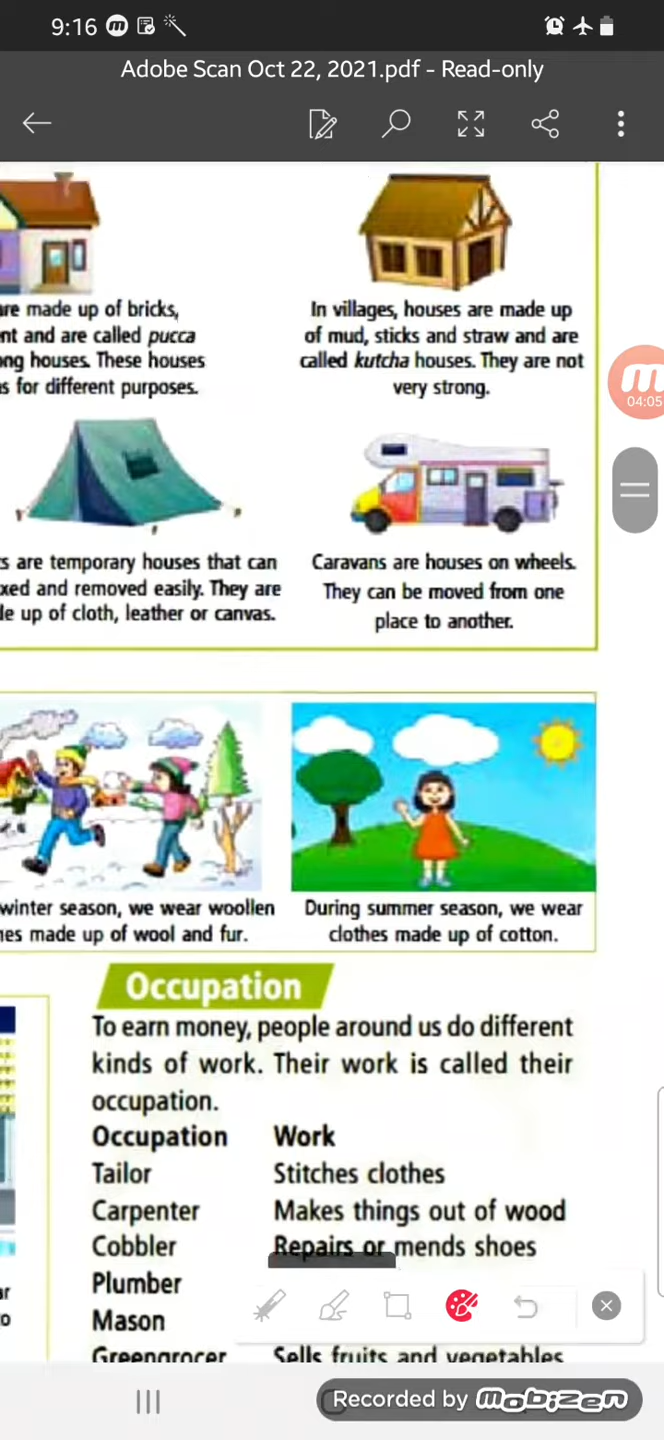 9:16
Adobe Scan Oct 22, 2021.pdf - Read-only
are made up of bricks,
nt and are called pucca
ong houses. These houses
s for different purposes.
In villages, houses are made up
of mud, sticks and straw and are
called kutcha houses. They are not
very strong.
04:05
s are temporary houses that can
xed and removed easily. They are
le up of cloth, leather or canvas.
Caravans are houses on wheels.
They can be moved from one
place to another.
winter season, we wear woollen
nes made up of wool and fur.
During summer season, we wear
clothes made up of cotton.
Occupation
To earn money, people around us do different
kinds of work. Their work is called their
occupation.
Occupation Work
Tailor Stitches clothes
Carpenter Makes things out of wood
Cobbler Repairs or mends shoes
Plumber
Mason
Greengrocer Sells fruits and vegetables
ar
o
Recorded by mobizen